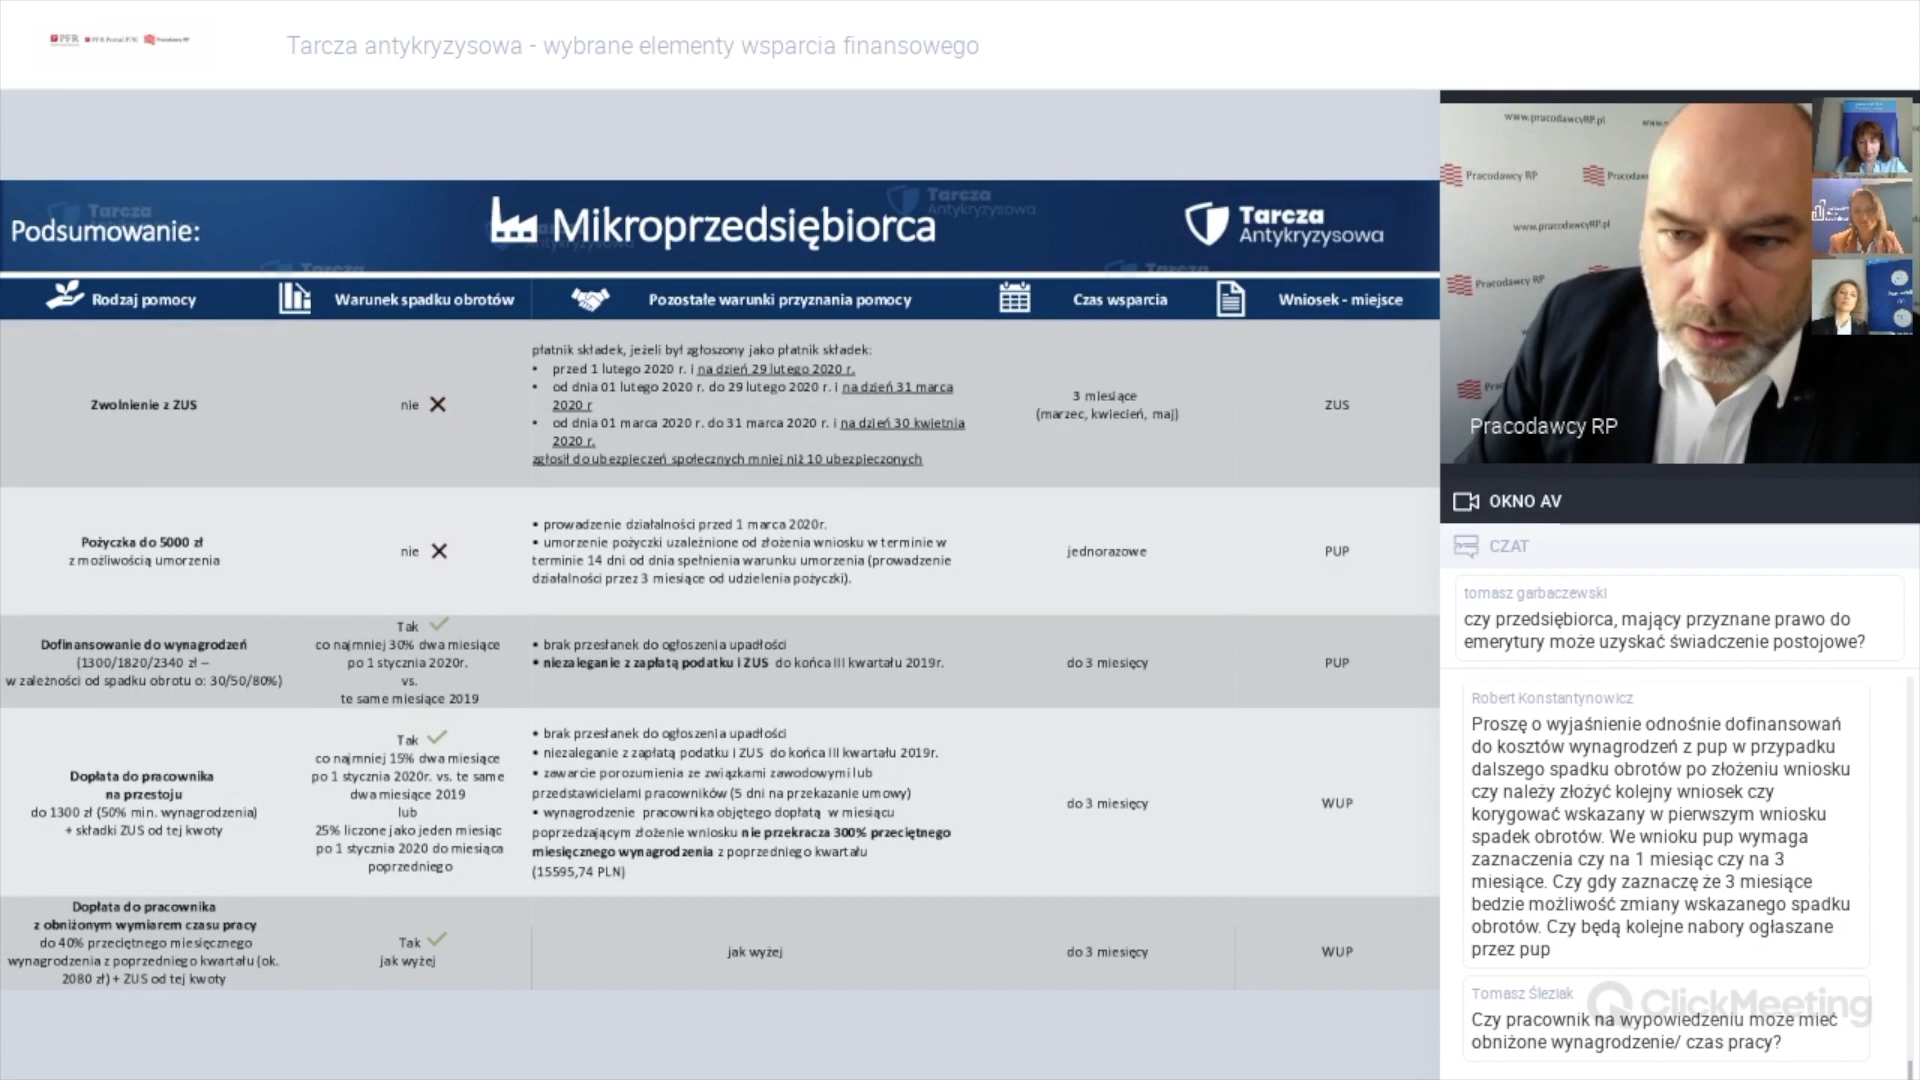 PFR PFR Portal PPK Pracodawcy RP
Tarcza antykryzysowa - wybrane elementy wsparcia finansowego
Podsumowanie:
Mikroprzedsiębiorca
Tarcza
Antykryzysowa
Rodzaj pomocy
Warunek spadku obrotów
Pozostałe warunki przyznania pomocy
Czas wsparcia
Wniosek - miejsce
Zwolnienie z ZUS
nie
płatnik składek, jeżeli był zgłoszony jako płatnik składek:
• przed 1 lutego 2020 r. i na dzień 29 lutego 2020 r.
• od dnia 01 lutego 2020 r. do 29 lutego 2020 r. i na dzień 31 marca
2020 r
• od dnia 01 marca 2020 r. do 31 marca 2020 r. i na dzień 30 kwietnia
2020 r.
zgłosił do ubezpieczeń społecznych mniej niż 10 ubezpieczonych
3 miesiące
(marzec, kwiecień, maj)
ZUS
Pożyczka do 5000 zł
z możliwością umorzenia
nie
• prowadzenie działalności przed 1 marca 2020r.
• umorzenie pożyczki uzależnione od złożenia wniosku w terminie w
terminie 14 dni od dnia spełnienia warunku umorzenia (prowadzenie
działalności przez 3 miesiące od udzielenia pożyczki).
jednorazowe
PUP
Dofinansowanie do wynagrodzeń
(1300/1820/2340 zł –
w zależności od spadku obrotu o: 30/50/80%)
Tak
co najmniej 30% dwa miesiące
po 1 stycznia 2020r.
vs.
te same miesiące 2019
• brak przesłanek do ogłoszenia upadłości
• niezaleganie z zapłatą podatku i ZUS do końca III kwartału 2019r.
do 3 miesięcy
PUP
Dopłata do pracownika
na przestoju
do 1300 zł (50% min. wynagrodzenia)
+ składki ZUS od tej kwoty
Tak
co najmniej 15% dwa miesiące
po 1 stycznia 2020r. vs. te same
dwa miesiące 2019
lub
25% liczone jako jeden miesiąc
po 1 stycznia 2020 do miesiąca
poprzedniego
• brak przesłanek do ogłoszenia upadłości
• niezaleganie z zapłatą podatku i ZUS do końca III kwartału 2019r.
• zawarcie porozumienia ze związkami zawodowymi lub
przedstawicielami pracowników (5 dni na przekazanie umowy)
• wynagrodzenie pracownika objętego dopłatą w miesiącu
poprzedzającym złożenie wniosku nie przekracza 300% przeciętnego
miesięcznego wynagrodzenia z poprzedniego kwartału
(15595,74 PLN)
do 3 miesięcy
WUP
Dopłata do pracownika
z obniżonym wymiarem czasu pracy
do 40% przeciętnego miesięcznego
wynagrodzenia z poprzedniego kwartału (ok.
2080 zł) + ZUS od tej kwoty
Tak
jak wyżej
jak wyżej
do 3 miesięcy
WUP
www.pracodawcyRP.pl
Pracodawcy RP
www.pracodawcyRP.pl
Pracodawcy RP
Pracodawcy RP
OKNO AV
CZAT
tomasz garbaczewski
czy przedsiębiorca, mający przyznane prawo do
emerytury może uzyskać świadczenie postojowe?
Robert Konstantynowicz
Proszę o wyjaśnienie odnośnie dofinansowań
do kosztów wynagrodzeń z pup w przypadku
dalszego spadku obrotów po złożeniu wniosku
czy należy złożyć kolejny wniosek czy
korygować wskazany w pierwszym wniosku
spadek obrotów. We wnioku pup wymaga
zaznaczenia czy na 1 miesiąc czy na 3
miesiące. Czy gdy zaznaczę że 3 miesiące
bedzie możliwość zmiany wskazanego spadku
obrotów. Czy będą kolejne nabory ogłaszane
przez pup
Tomasz Śleziak
ClickMeeting
Czy pracownik na wypowiedzeniu może mieć
obniżone wynagrodzenie/ czas pracy?